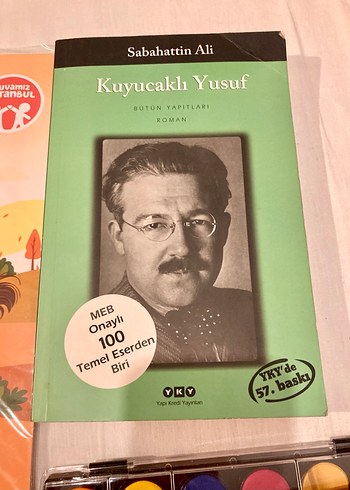 Sabahattin Ali
Kuyucaklı Yusuf
BÜTÜN YAPITLARI
ROMAN
MEB
Onaylı
100
Temel Eserden
Biri
YKY
Yapı Kredi Yayınları
YKY'de
57. baskı
STANBUL